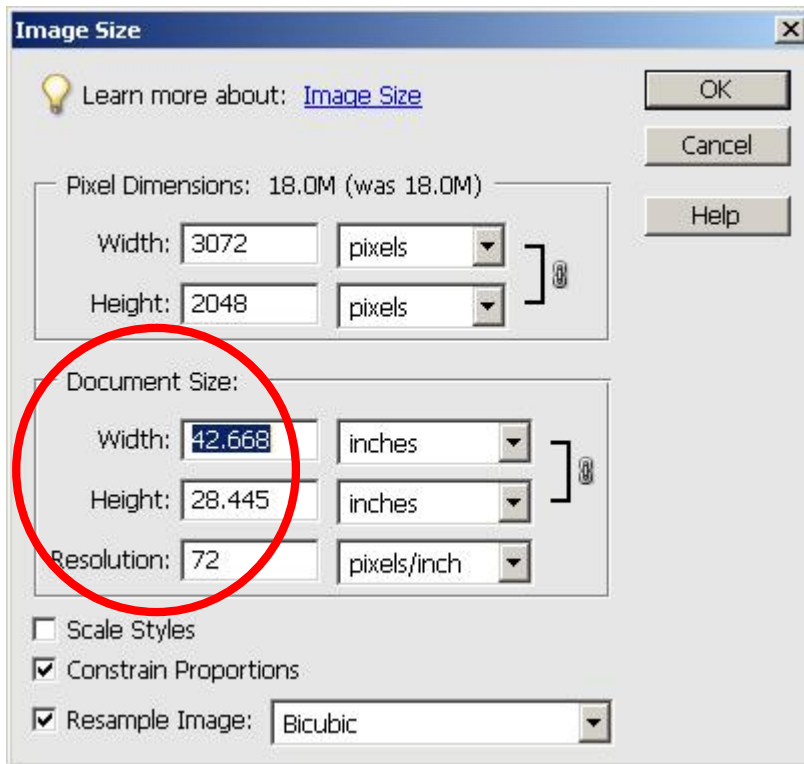 Image Size
Learn more about: Image Size
OK
Cancel
Help
Pixel Dimensions: 18.0M (was 18.0M)
Width: 3072 pixels
Height: 2048 pixels
Document Size:
Width: 42.668 inches
Height: 28.445 inches
Resolution: 72 pixels/inch
Scale Styles
Constrain Proportions
Resample Image: Bicubic